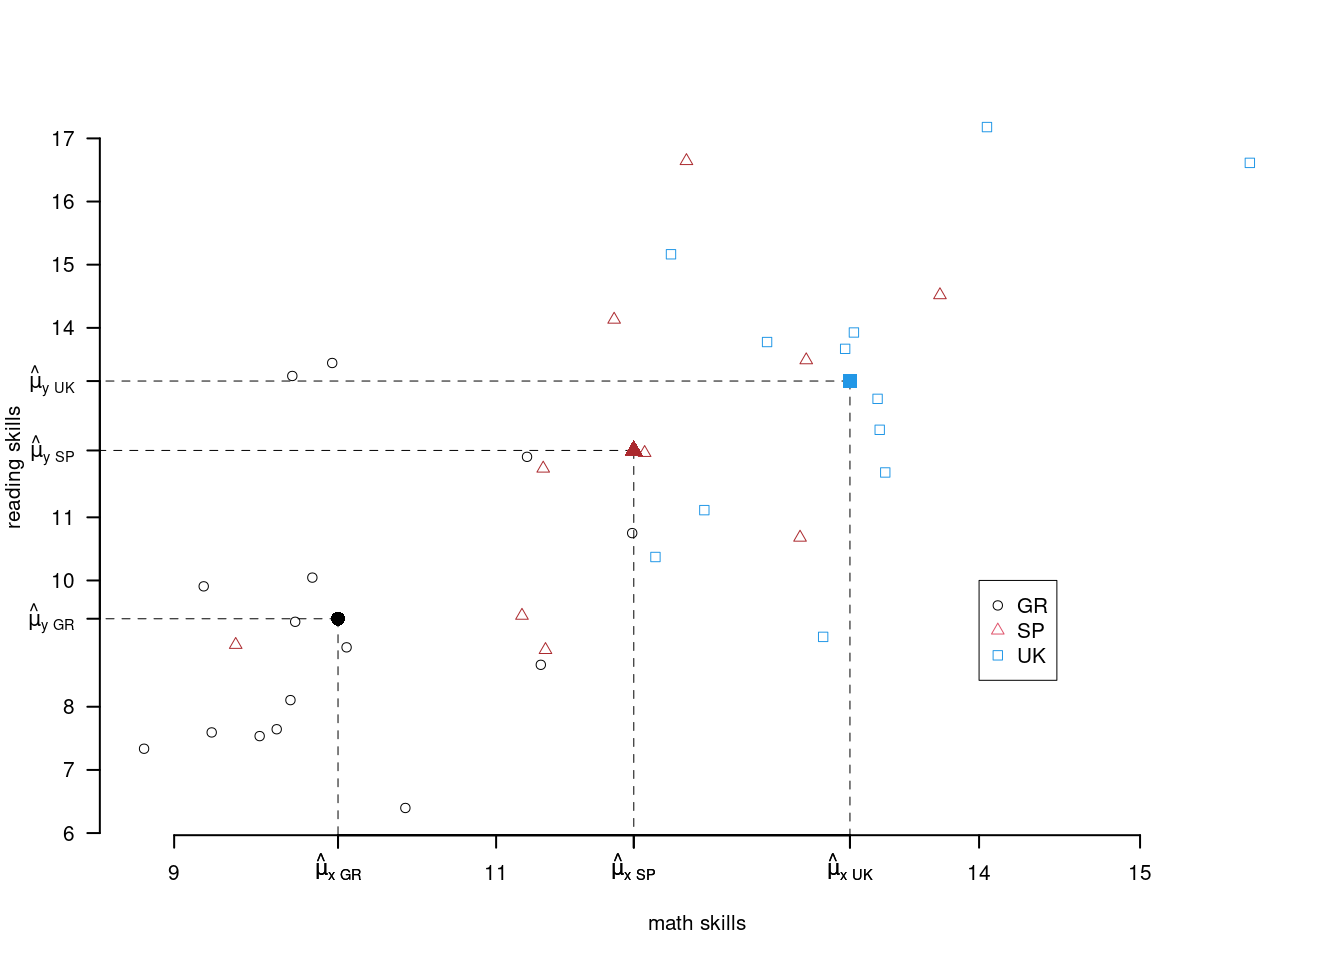 17
16
15
14
μ̂y UK
μ̂y SP
11
10
μ̂y GR
8
7
6
reading skills
GR
SP
UK
9
μ̂x GR
11
μ̂x SP
μ̂x UK
14
15
math skills